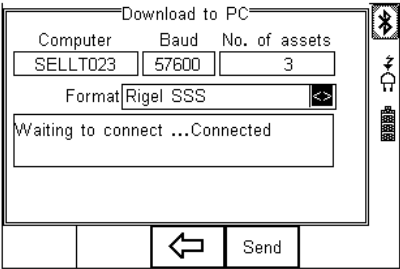 Download to PC
Computer Baud No. of assets
SELLT023 57600 3
Format Rigel SSS <>
Waiting to connect ...Connected
Send